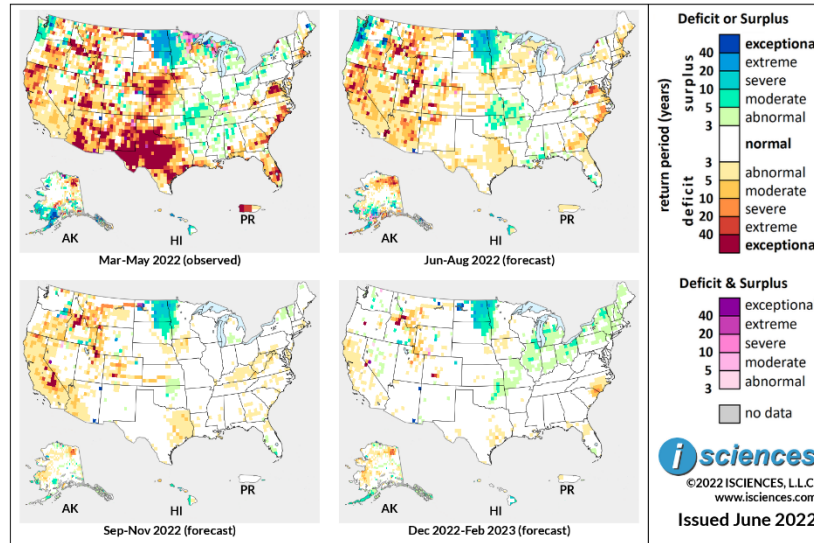 AK
HI
PR
Mar-May 2022 (observed)
AK
HI
PR
Jun-Aug 2022 (forecast)
AK
HI
PR
Sep-Nov 2022 (forecast)
AK
HI
PR
Dec 2022-Feb 2023 (forecast)
Deficit or Surplus
return period (years)
surplus
deficit
exceptional
40
extreme
20
severe
10
moderate
5
abnormal
3
normal
3
abnormal
5
moderate
10
severe
20
extreme
40
exceptional
Deficit & Surplus
exceptional
40
extreme
20
severe
10
moderate
5
abnormal
3
no data
i sciences
©2022 ISCIENCES, L.L.C.
www.isciences.com
Issued June 2022